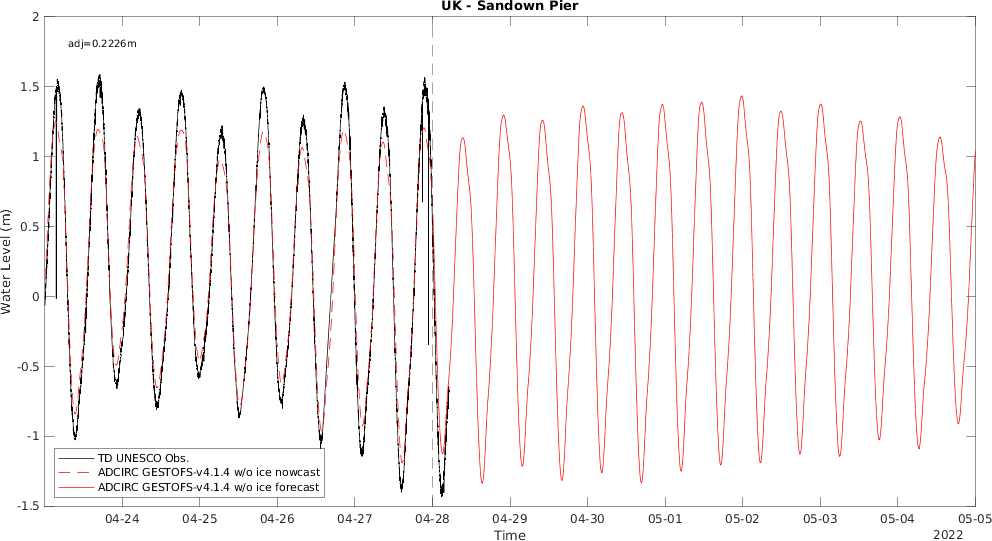 UK - Sandown Pier
adj=0.2226m
2
1.5
1
0.5
0
-0.5
-1
-1.5
Water Level (m)
TD UNESCO Obs.
ADCIRC GESTOFS-v4.1.4 w/o ice nowcast
ADCIRC GESTOFS-v4.1.4 w/o ice forecast
04-24 04-25 04-26 04-27 04-28 04-29 04-30 05-01 05-02 05-03 05-04 05-05
Time
2022